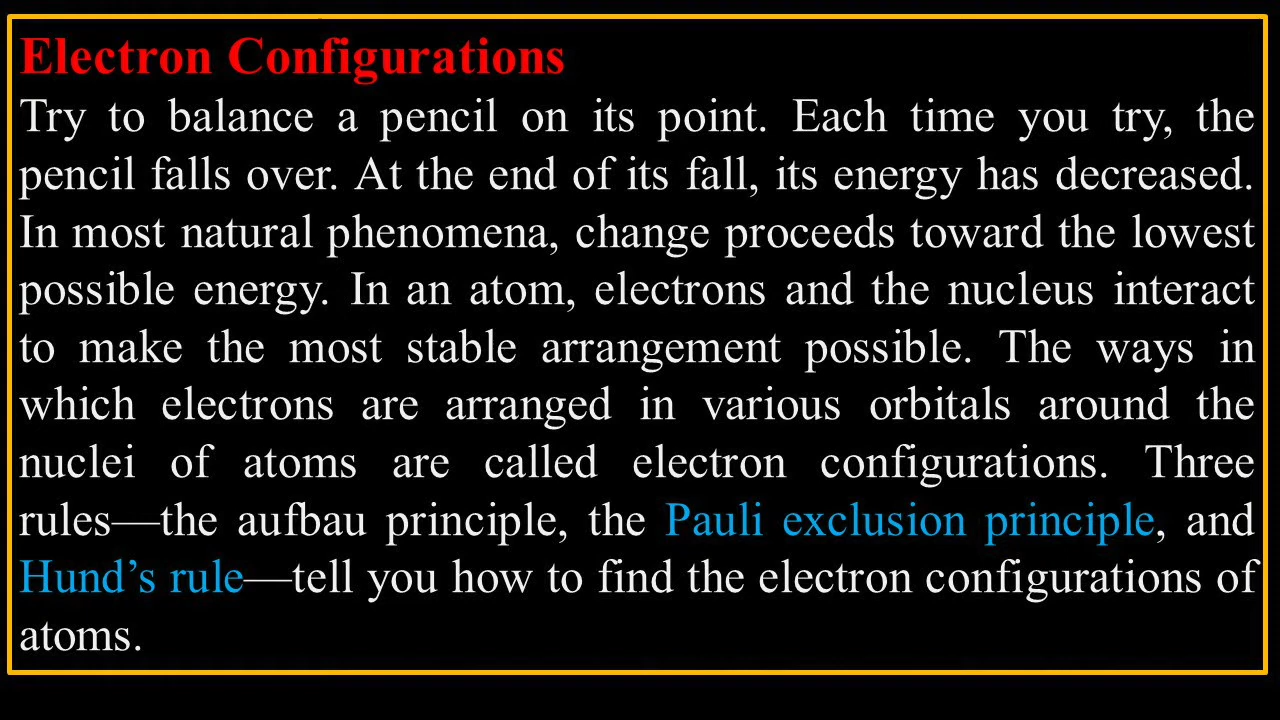 Electron Configurations
Try to balance a pencil on its point. Each time you try, the
pencil falls over. At the end of its fall, its energy has decreased.
In most natural phenomena, change proceeds toward the lowest
possible energy. In an atom, electrons and the nucleus interact
to make the most stable arrangement possible. The ways in
which electrons are arranged in various orbitals around the
nuclei of atoms are called electron configurations. Three
rules—the aufbau principle, the Pauli exclusion principle, and
Hund’s rule—tell you how to find the electron configurations of
atoms.